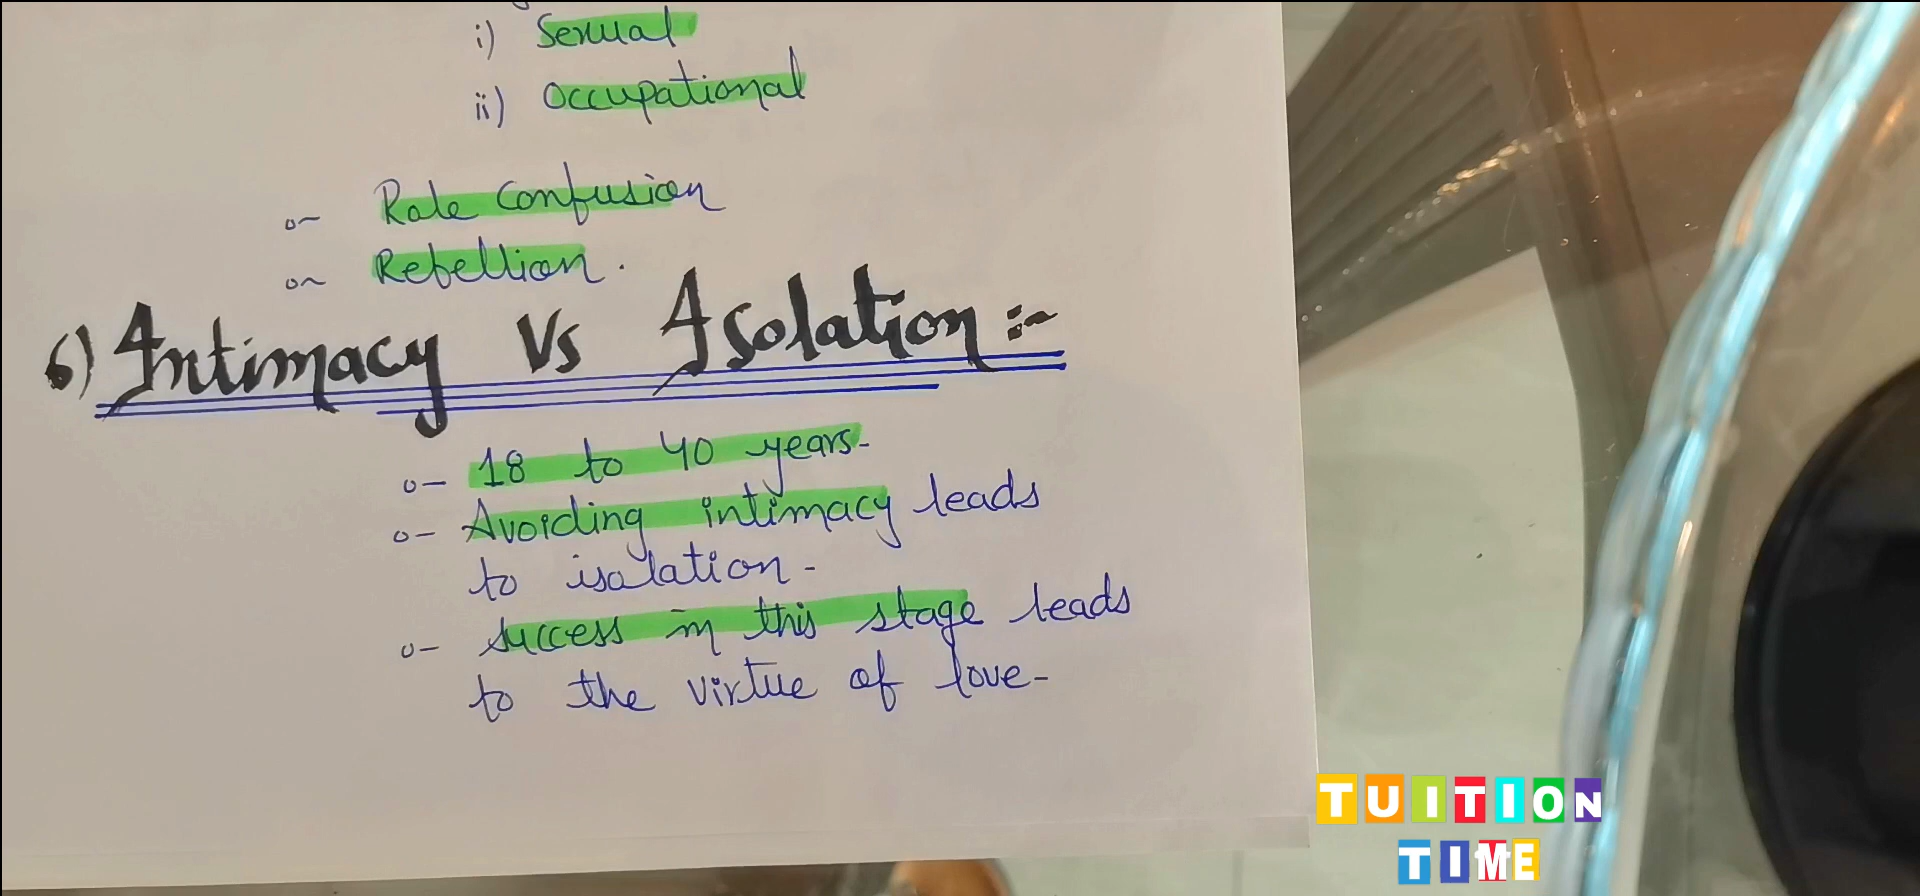 i) Sexual
ii) Occupational
Role Confusion
Rebellion.
6) Intimacy Vs Isolation :-
18 to 40 years.
Avoiding intimacy leads
to isolation.
success in this stage leads
to the virtue of love.
TUITION
TIME